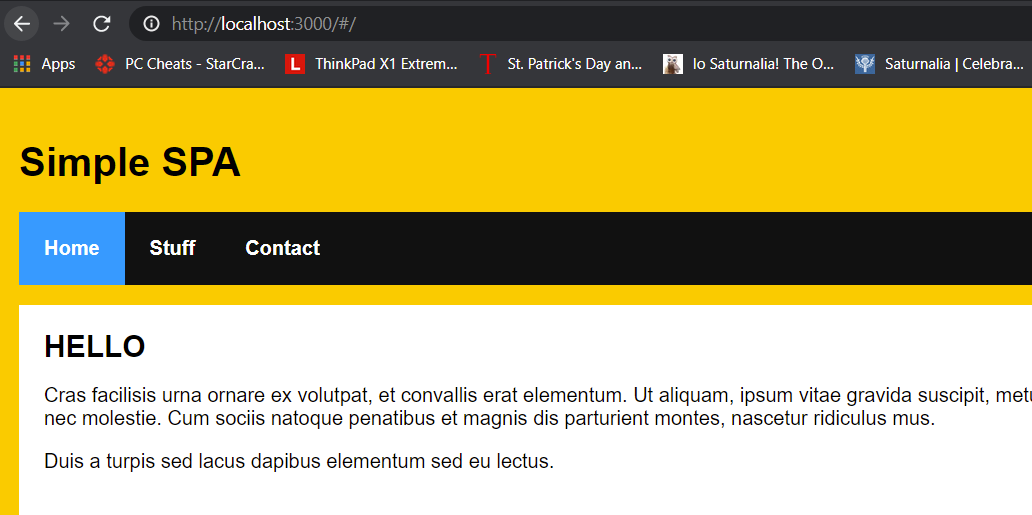 http://localhost:3000/#/
Apps PC Cheats - StarCra... L ThinkPad X1 Extrem... T St. Patrick's Day an... Io Saturnalia! The O... Saturnalia | Celebra...
Simple SPA
Home Stuff Contact
HELLO
Cras facilisis urna ornare ex volutpat, et convallis erat elementum. Ut aliquam, ipsum vitae gravida suscipit, metu
nec molestie. Cum sociis natoque penatibus et magnis dis parturient montes, nascetur ridiculus mus.
Duis a turpis sed lacus dapibus elementum sed eu lectus.